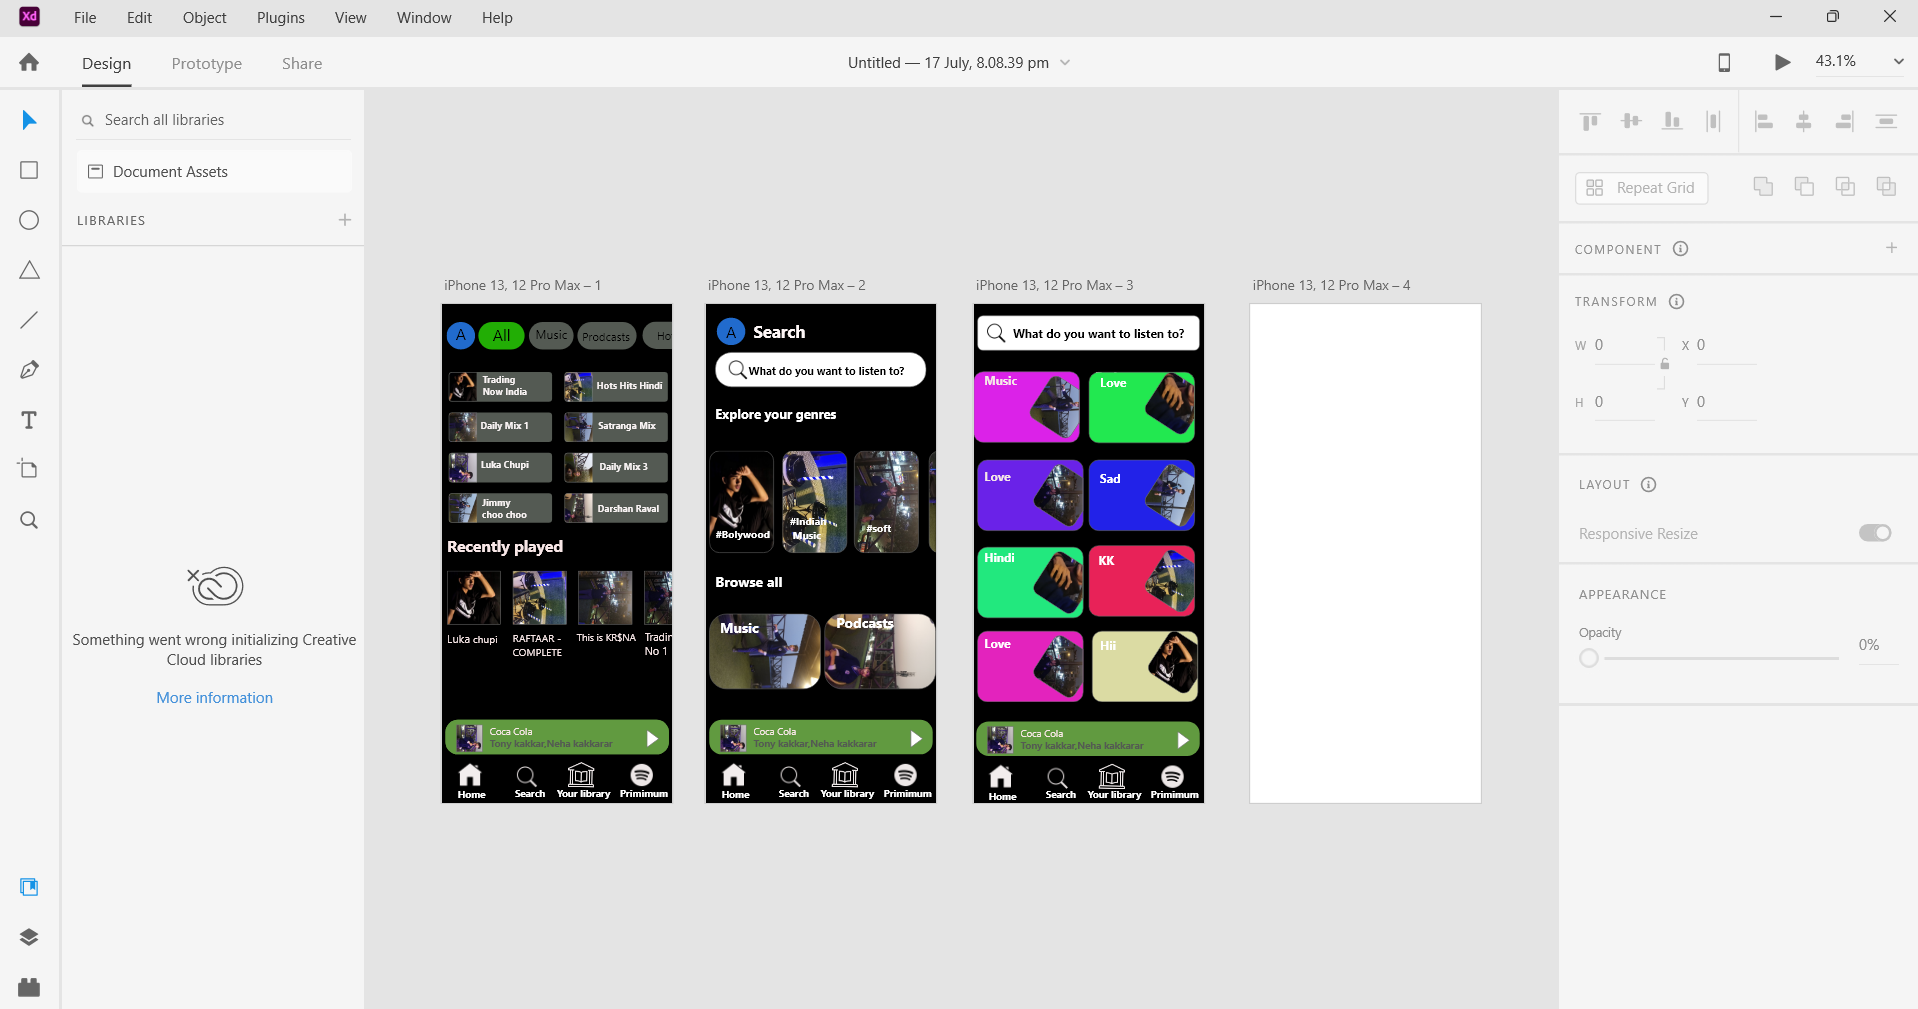 Xd File Edit Object Plugins View Window Help
Design Prototype Share
Untitled — 17 July, 8.08.39 pm
43.1%
Search all libraries
Document Assets
LIBRARIES
Something went wrong initializing Creative
Cloud libraries
More information
iPhone 13, 12 Pro Max – 1
A All Music Prodcasts Ho
Trading
Now India
Hots Hits Hindi
Daily Mix 1
Satranga Mix
Luka Chupi
Daily Mix 3
Jimmy
choo choo
Darshan Raval
Recently played
Luka chupi
RAFTAAR -
COMPLETE
This is KR$NA
Tradin
No 1
Coca Cola
Tony kakkar,Neha kakkarar
Home Search Your library Primimum
iPhone 13, 12 Pro Max – 2
A Search
What do you want to listen to?
Explore your genres
#Bolywood
#Indian
Music
#soft
Browse all
Music
Podcasts
Coca Cola
Tony kakkar,Neha kakkarar
Home Search Your library Primimum
iPhone 13, 12 Pro Max – 3
What do you want to listen to?
Music
Love
Love
Sad
Hindi
KK
Love
Hii
Coca Cola
Tony kakkar,Neha kakkarar
Home Search Your library Primimum
iPhone 13, 12 Pro Max – 4
Repeat Grid
COMPONENT
TRANSFORM
W 0 X 0
H 0 Y 0
LAYOUT
Responsive Resize
APPEARANCE
Opacity
0%